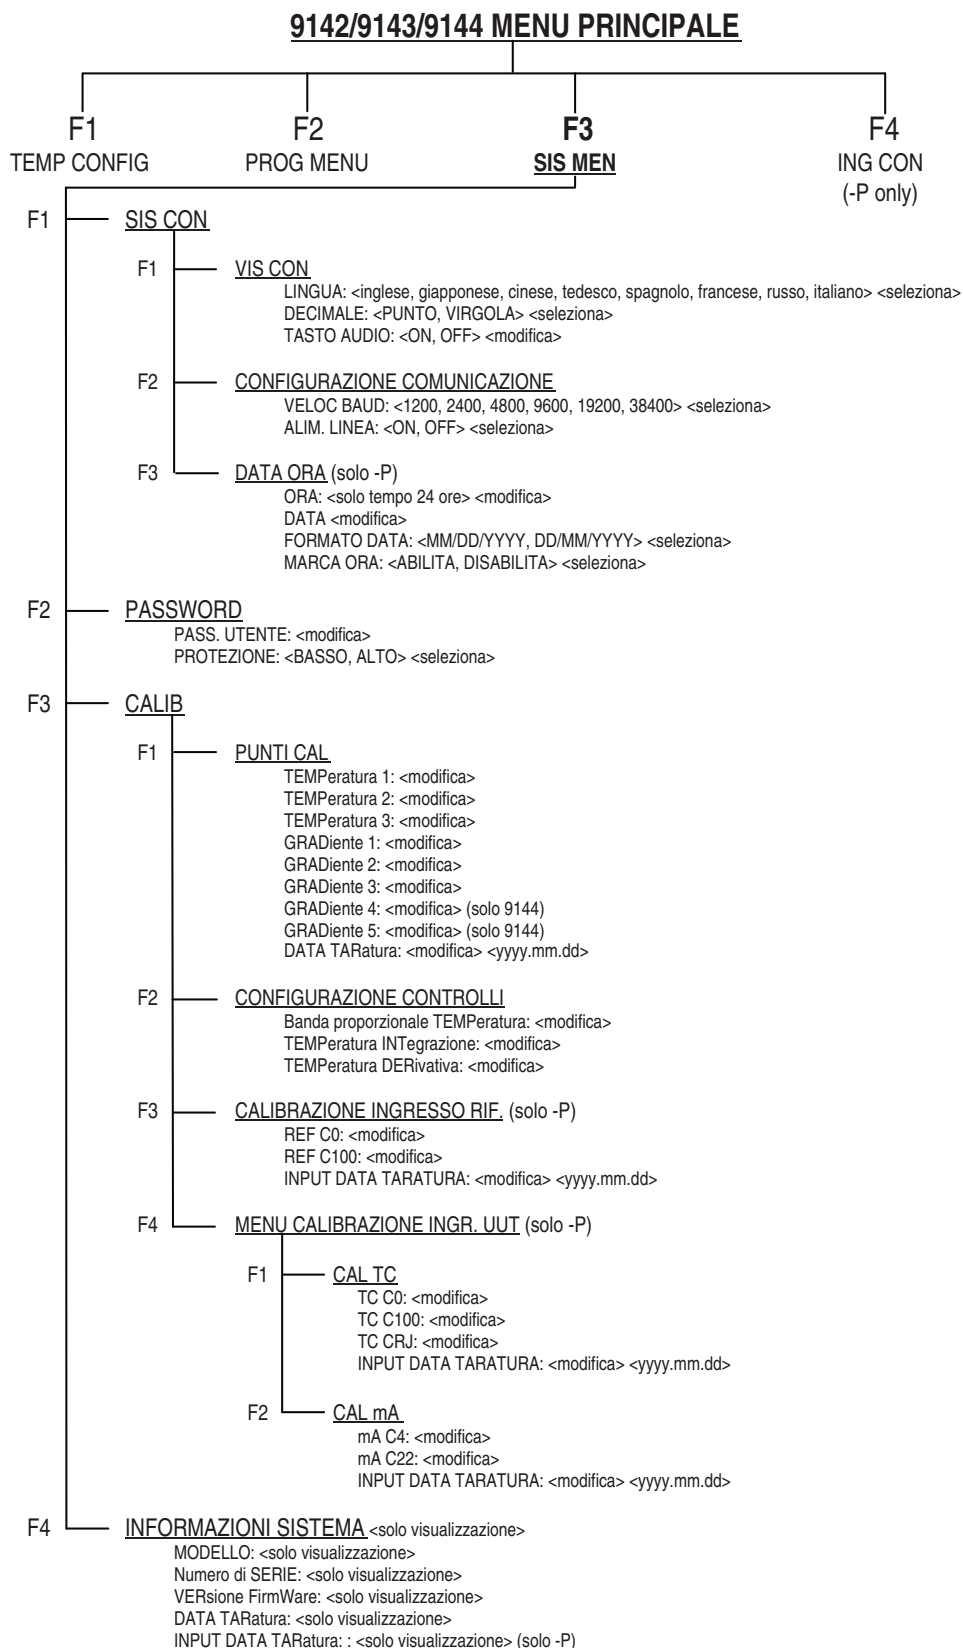 9142/9143/9144 MENU PRINCIPALE
F1 F2 F3 F4
TEMP CONFIG PROG MENU SIS MEN ING CON
(-P only)
F1 SIS CON
F1 VIS CON
LINGUA: <inglese, giapponese, cinese, tedesco, spagnolo, francese, russo, italiano> <seleziona>
DECIMALE: <PUNTO, VIRGOLA> <seleziona>
TASTO AUDIO: <ON, OFF> <modifica>
F2 CONFIGURAZIONE COMUNICAZIONE
VELOC BAUD: <1200, 2400, 4800, 9600, 19200, 38400> <seleziona>
ALIM. LINEA: <ON, OFF> <seleziona>
F3 DATA ORA (solo -P)
ORA: <solo tempo 24 ore> <modifica>
DATA <modifica>
FORMATO DATA: <MM/DD/YYYY, DD/MM/YYYY> <seleziona>
MARCA ORA: <ABILITA, DISABILITA> <seleziona>
F2 PASSWORD
PASS. UTENTE: <modifica>
PROTEZIONE: <BASSO, ALTO> <seleziona>
F3 CALIB
F1 PUNTI CAL
TEMPeratura 1: <modifica>
TEMPeratura 2: <modifica>
TEMPeratura 3: <modifica>
GRADiente 1: <modifica>
GRADiente 2: <modifica>
GRADiente 3: <modifica>
GRADiente 4: <modifica> (solo 9144)
GRADiente 5: <modifica> (solo 9144)
DATA TARatura: <modifica> <yyyy.mm.dd>
F2 CONFIGURAZIONE CONTROLLI
Banda proporzionale TEMPeratura: <modifica>
TEMPeratura INTegrazione: <modifica>
TEMPeratura DERivativa: <modifica>
F3 CALIBRAZIONE INGRESSO RIF. (solo -P)
REF C0: <modifica>
REF C100: <modifica>
INPUT DATA TARATURA: <modifica> <yyyy.mm.dd>
F4 MENU CALIBRAZIONE INGR. UUT (solo -P)
F1 CAL TC
TC C0: <modifica>
TC C100: <modifica>
TC CRJ: <modifica>
INPUT DATA TARATURA: <modifica> <yyyy.mm.dd>
F2 CAL mA
mA C4: <modifica>
mA C22: <modifica>
INPUT DATA TARATURA: <modifica> <yyyy.mm.dd>
F4 INFORMAZIONI SISTEMA <solo visualizzazione>
MODELLO: <solo visualizzazione>
Numero di SERIE: <solo visualizzazione>
VERsione FirmWare: <solo visualizzazione>
DATA TARatura: <solo visualizzazione>
INPUT DATA TARatura: : <solo visualizzazione> (solo -P)